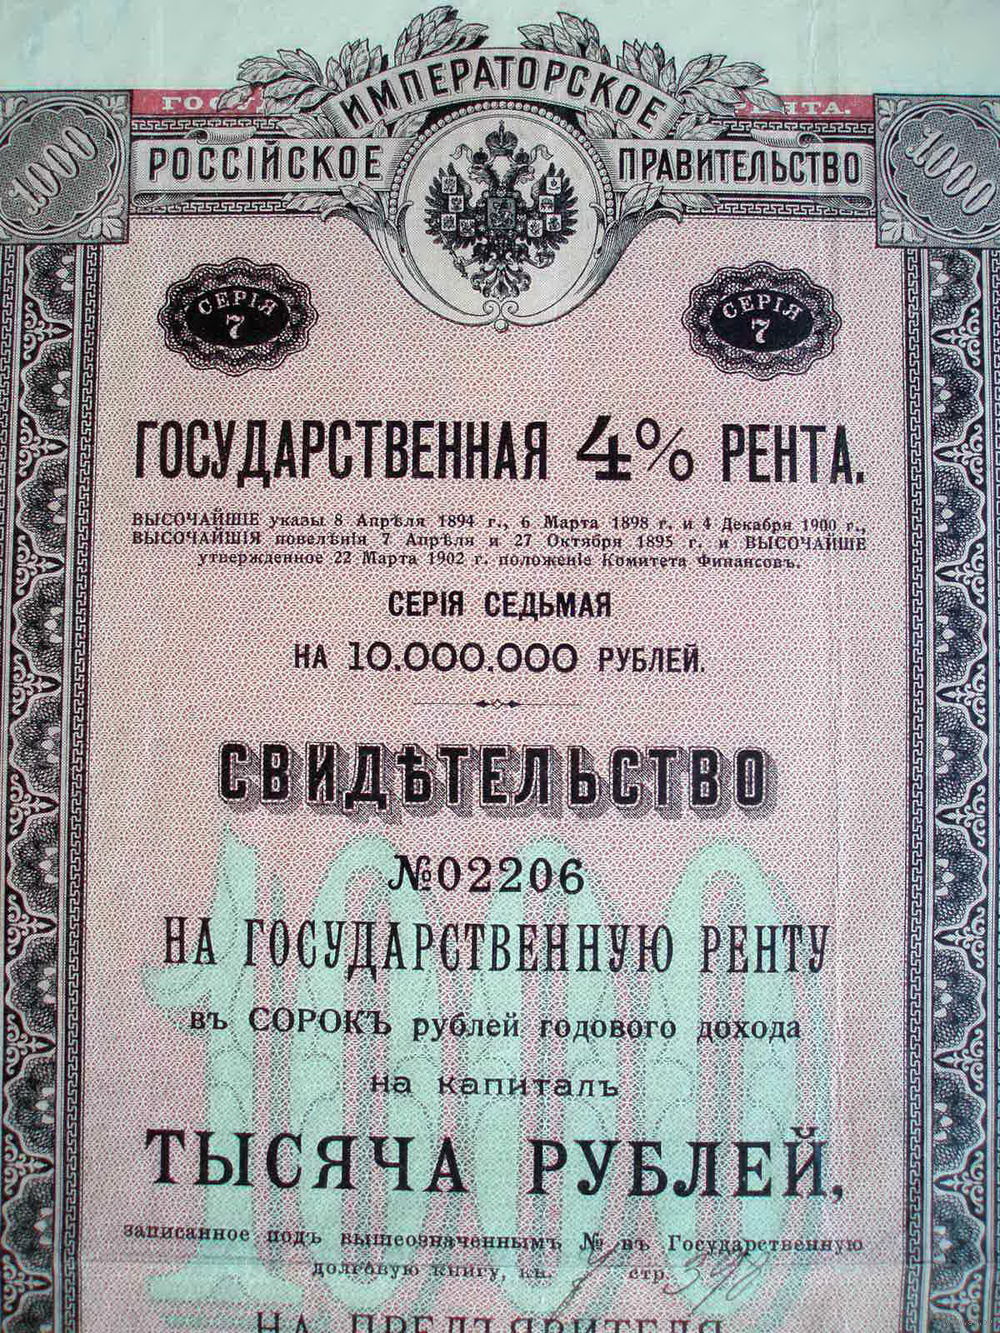 ИМПЕРАТОРСКОЕ
РОССІЙСКОЕ ПРАВИТЕЛЬСТВО
1000 1000
СЕРІЯ 7 СЕРІЯ 7
ГОСУДАРСТВЕННАЯ 4% РЕНТА.
ВЫСОЧАЙШІЕ указы 8 Апрѣля 1894 г., 6 Марта 1898 г. и 4 Декабря 1900 г.,
ВЫСОЧАЙШІЯ повелѣнія 7 Апрѣля и 27 Октября 1895 г. и ВЫСОЧАЙШЕ
утвержденное 22 Марта 1902 г. положеніе Комитета Финансовъ.
СЕРІЯ СЕДЬМАЯ
НА 10.000.000 РУБЛЕЙ.
СВИДѢТЕЛЬСТВО
№02206
НА ГОСУДАРСТВЕННУЮ РЕНТУ
въ СОРОКЪ рублей годового дохода
на капиталъ
ТЫСЯЧА РУБЛЕЙ,
записанное подъ вышеозначеннымъ № въ Государственную
долговую книгу, кн. стр. 398
НА ПРЕДЪЯВИТЕЛЯ